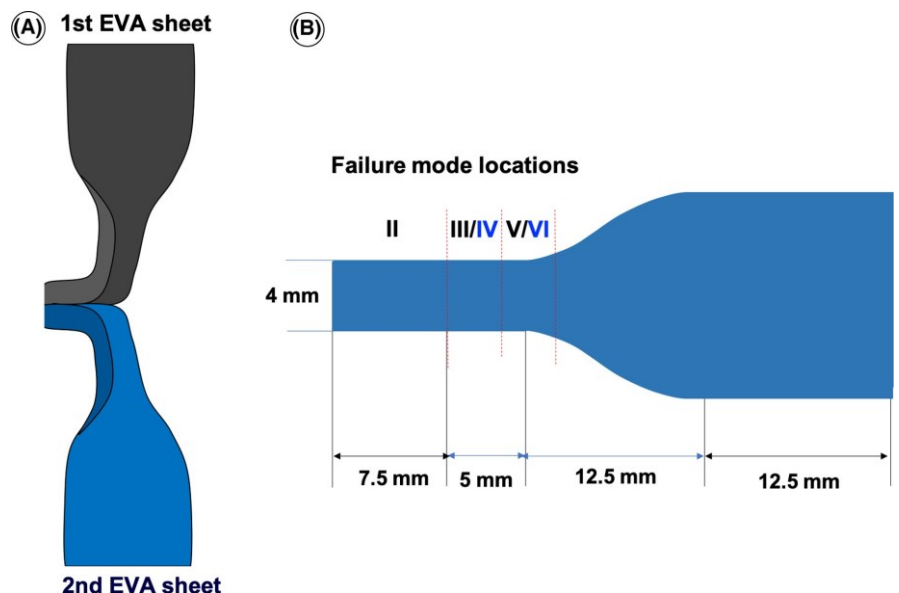 (A) 1st EVA sheet
2nd EVA sheet
(B)
Failure mode locations
II III/IV V/VI
4 mm
7.5 mm 5 mm 12.5 mm 12.5 mm